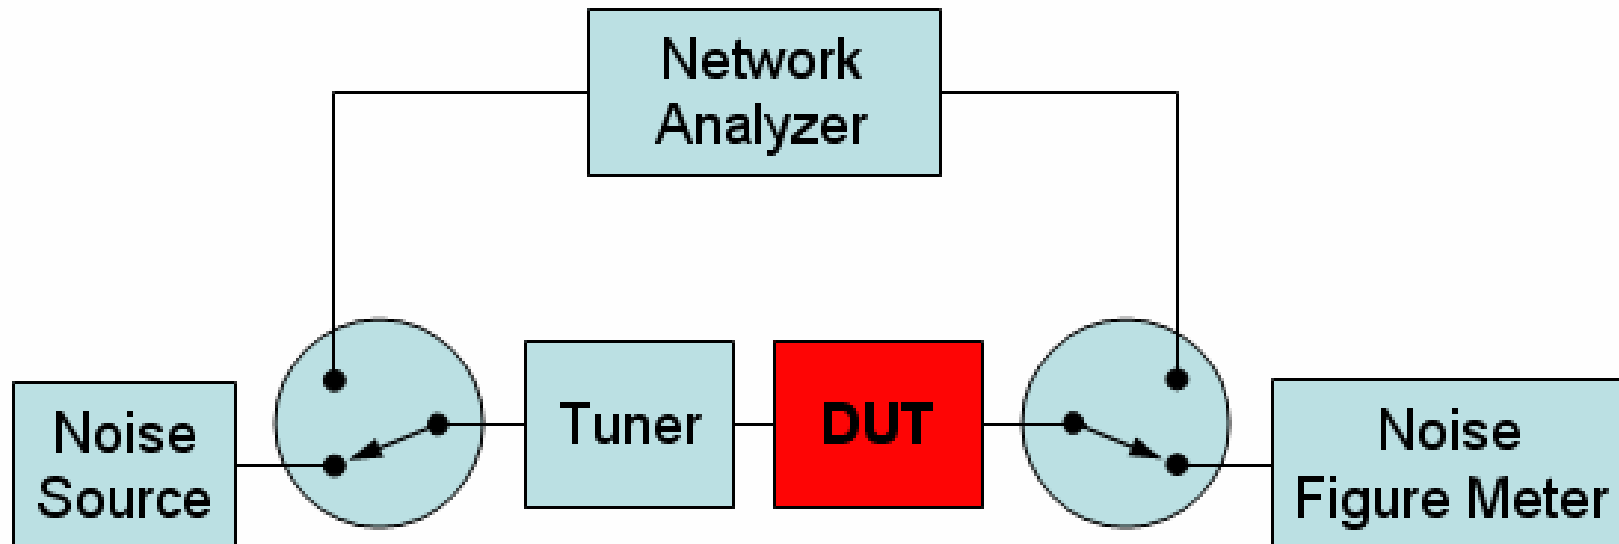 Network
Analyzer
Noise
Source
Tuner
DUT
Noise
Figure Meter